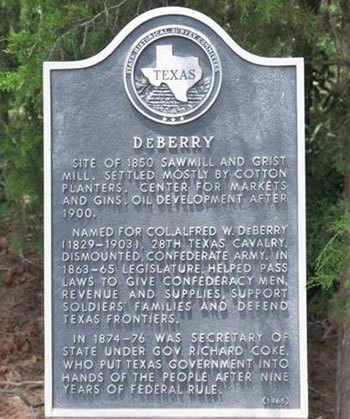 STATE HISTORICAL SURVEY COMMITTEE
TEXAS
DEBERRY
SITE OF 1850 SAWMILL AND GRIST
MILL. SETTLED MOSTLY BY COTTON
PLANTERS. CENTER FOR MARKETS
AND GINS. OIL DEVELOPMENT AFTER
1900.
NAMED FOR COL. ALFRED W. DEBERRY
(1829-1903), 28TH TEXAS CAVALRY,
DISMOUNTED, CONFEDERATE ARMY. IN
1863-65 LEGISLATURE, HELPED PASS
LAWS TO GIVE CONFEDERACY MEN,
REVENUE AND SUPPLIES, SUPPORT
SOLDIERS' FAMILIES AND DEFEND
TEXAS FRONTIERS.
IN 1874-76 WAS SECRETARY OF
STATE UNDER GOV. RICHARD COKE,
WHO PUT TEXAS GOVERNMENT INTO
HANDS OF THE PEOPLE AFTER NINE
YEARS OF FEDERAL RULE.
(1965)